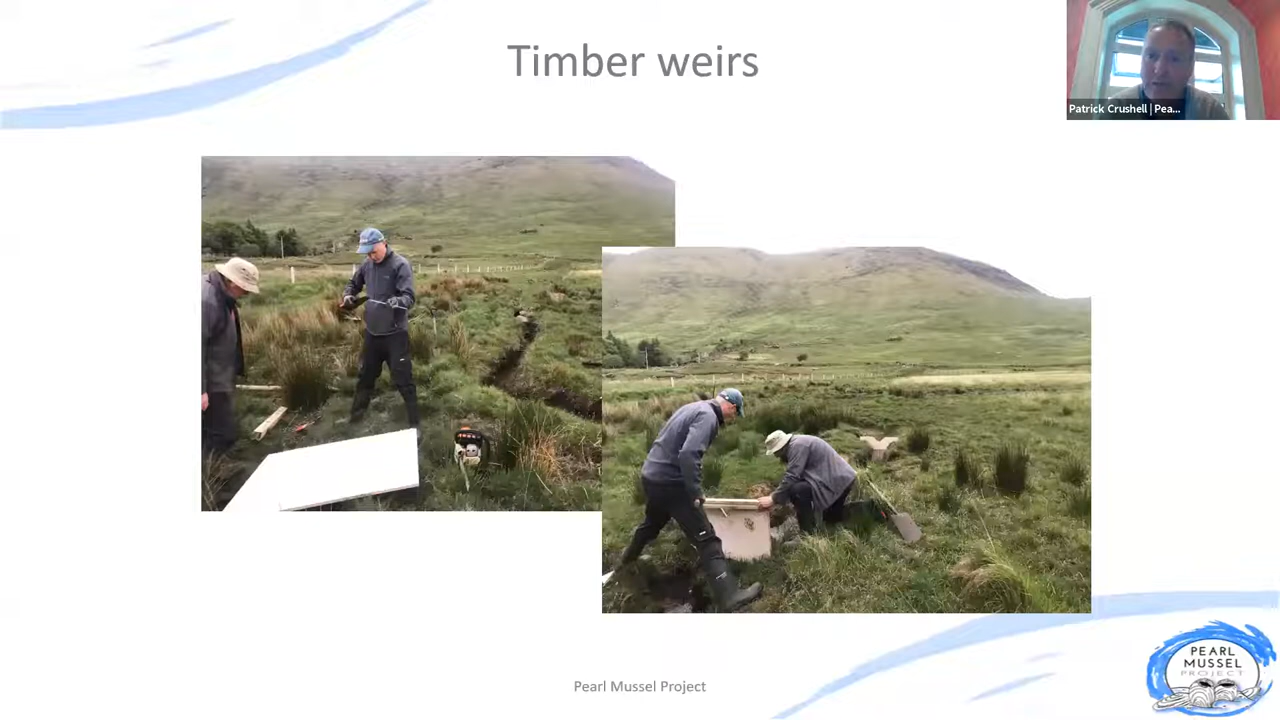 Timber weirs
Patrick Crushell | Pea...
Pearl Mussel Project
PEARL
MUSSEL
PROJECT